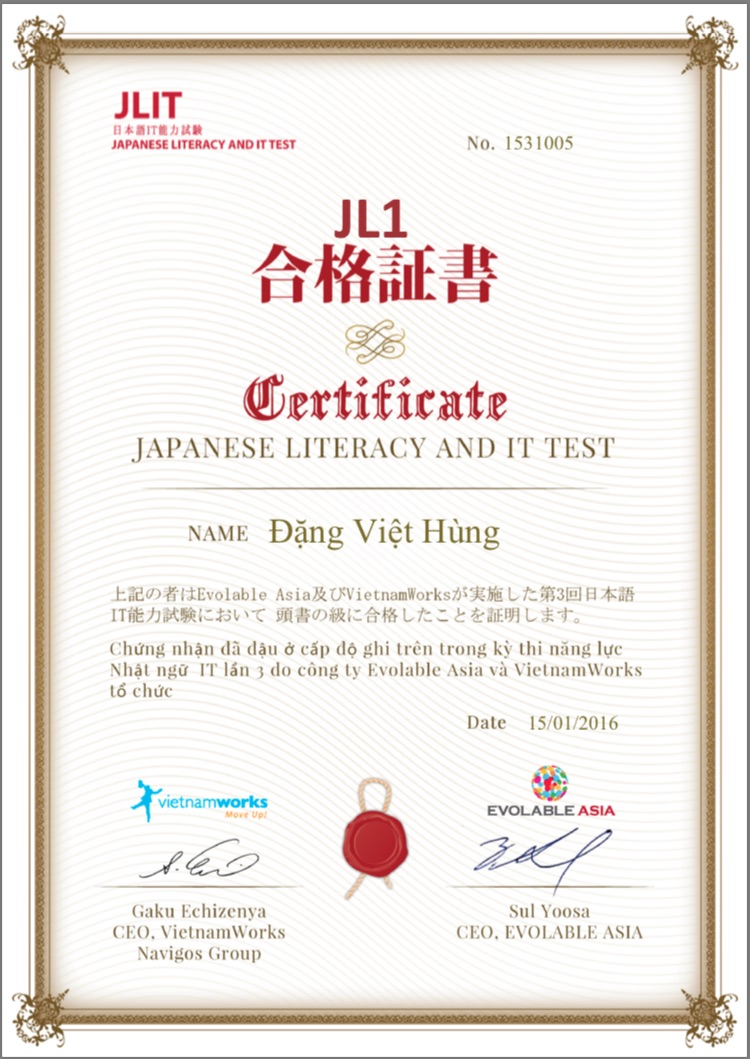 JLIT
日本語IT能力試験
JAPANESE LITERACY AND IT TEST
No. 1531005
JL1
合格証書
Certificate
JAPANESE LITERACY AND IT TEST
NAME Đặng Việt Hùng
上記の者はEvolable Asia及びVietnamWorksが実施した第3回日本語
IT能力試験において 頭書の級に合格したことを証明します。
Chứng nhận đã đậu ở cấp độ ghi trên trong kỳ thi năng lực
Nhật ngữ IT lần 3 do công ty Evolable Asia và VietnamWorks
tổ chức
Date 15/01/2016
vietnamworks
Move Up!
EVOLABLE ASIA
Gaku Echizenya
CEO, VietnamWorks
Navigos Group
Sul Yoosa
CEO, EVOLABLE ASIA